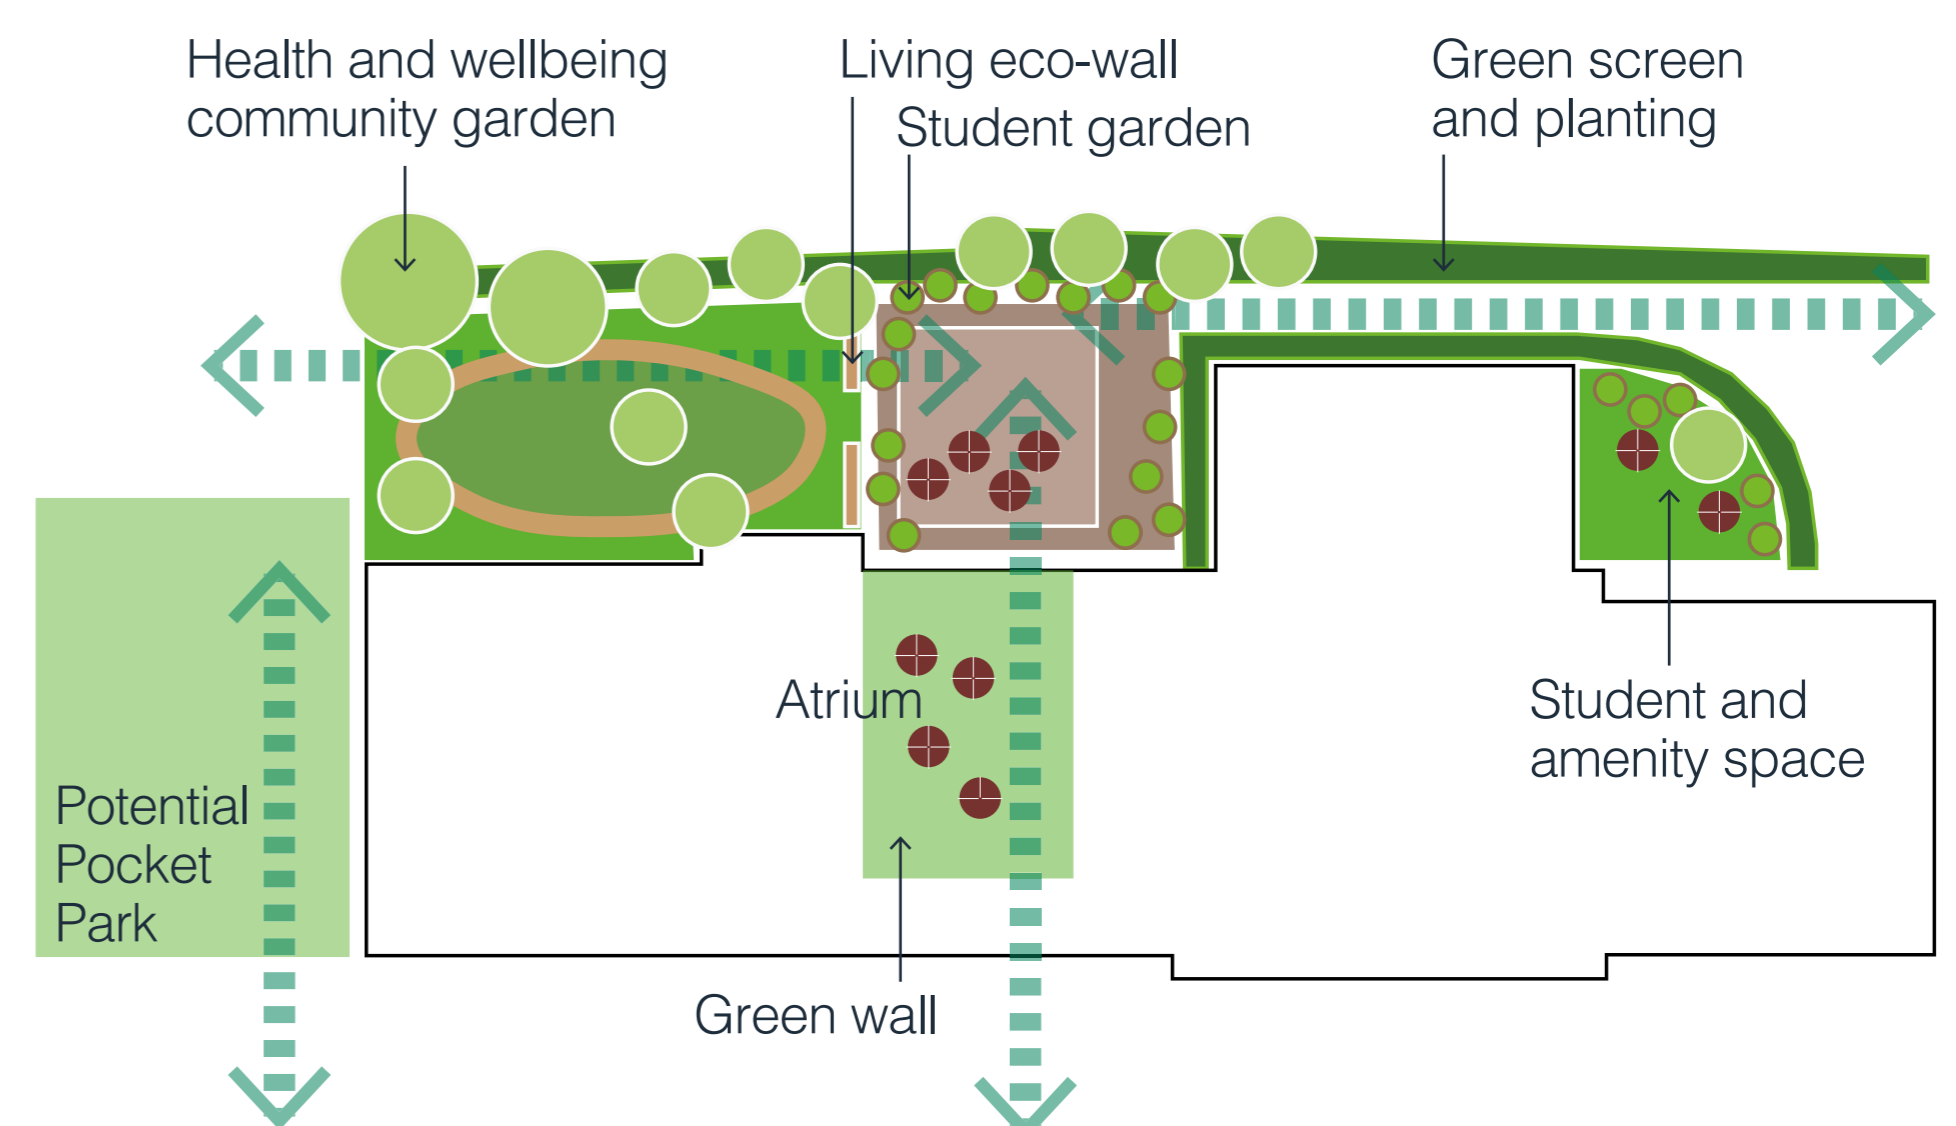 Health and wellbeing
community garden
Living eco-wall
Student garden
Green screen
and planting
Atrium
Student and
amenity space
Potential
Pocket
Park
Green wall